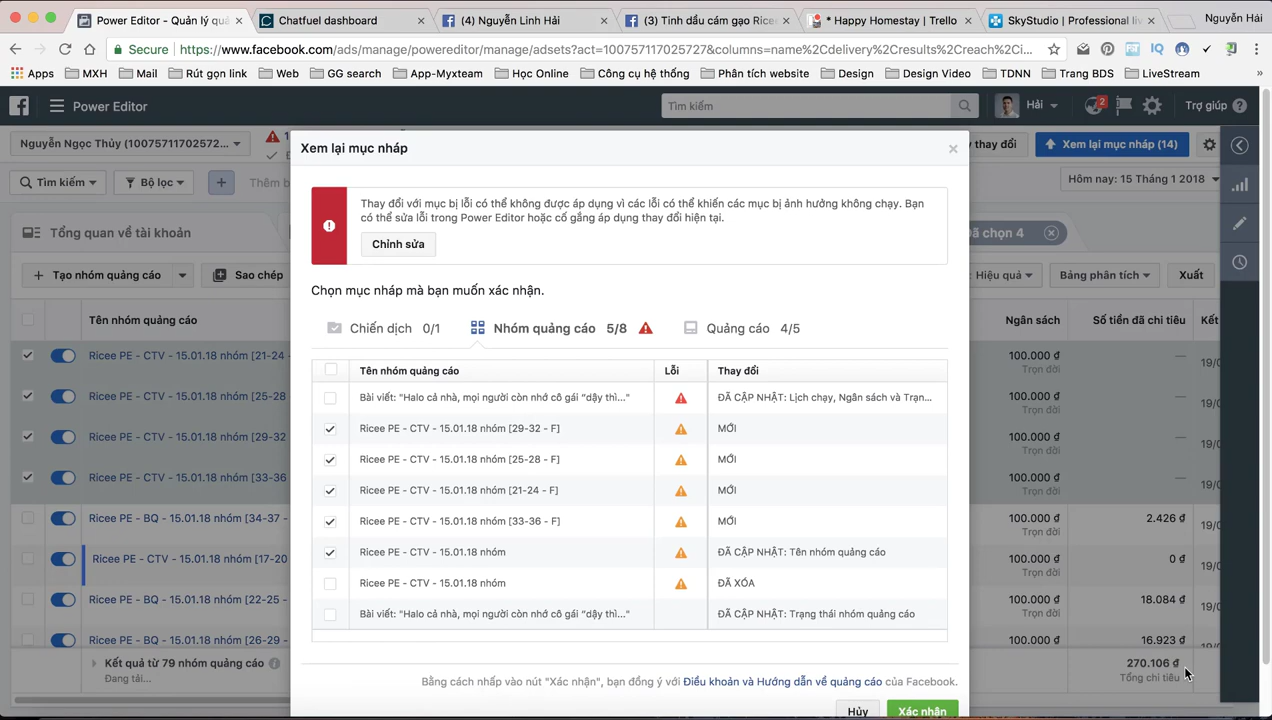 Power Editor - Quản lý quả
Chatfuel dashboard
(4) Nguyễn Linh Hải
(3) Tinh dầu cám gạo Rice
* Happy Homestay | Trello
SkyStudio | Professional liv
Nguyễn Hải
Secure
https://www.facebook.com/ads/manage/powereditor/manage/adsets?act=100757117025727&columns=name%2Cdelivery%2Cresults%2Creach%2Ci...
Apps
MXH
Mail
Rút gọn link
Web
GG search
App-Myxteam
Học Online
Công cụ hệ thống
Phân tích website
Design
Design Video
TDNN
Trang BDS
LiveStream
»
Power Editor
Tìm kiếm
Hải
2
Trợ giúp
Nguyễn Ngọc Thủy (10075711702572...
y thay đổi
Xem lại mục nháp (14)
Tìm kiếm
Bộ lọc
+
Thêm b
Hôm nay: 15 Tháng 1 2018
Tổng quan về tài khoản
Đã chọn 4
+ Tạo nhóm quảng cáo
Sao chép
: Hiệu quả
Bảng phân tích
Xuất
Tên nhóm quảng cáo
Ngân sách
Số tiền đã chi tiêu
Kết
Ricee PE - CTV - 15.01.18 nhóm [21-24 -
100.000 ₫
Trọn đời
—
19/0
Ricee PE - CTV - 15.01.18 nhóm [25-28
100.000 ₫
Trọn đời
—
19/0
Ricee PE - CTV - 15.01.18 nhóm [29-32
100.000 ₫
Trọn đời
—
19/0
Ricee PE - CTV - 15.01.18 nhóm [33-36
100.000 ₫
Trọn đời
—
19/0
Ricee PE - BQ - 15.01.18 nhóm [34-37 -
100.000 ₫
Trọn đời
2.426 ₫
19/0
Ricee PE - CTV - 15.01.18 nhóm [17-20
100.000 ₫
Trọn đời
0 ₫
19/0
Ricee PE - BQ - 15.01.18 nhóm [22-25 -
100.000 ₫
Trọn đời
18.084 ₫
19/0
Ricee PE - BQ - 15.01.18 nhóm [26-29 -
100.000 ₫
16.923 ₫
19/0
Kết quả từ 79 nhóm quảng cáo
Đang tải...
270.106 ₫
Tổng chi tiêu
Xem lại mục nháp
×
Thay đổi với mục bị lỗi có thể không được áp dụng vì các lỗi có thể khiến các mục bị ảnh hưởng không chạy. Bạn
có thể sửa lỗi trong Power Editor hoặc cố gắng áp dụng thay đổi hiện tại.
Chỉnh sửa
Chọn mục nháp mà bạn muốn xác nhận.
Chiến dịch 0/1
Nhóm quảng cáo 5/8
Quảng cáo 4/5
Tên nhóm quảng cáo
Lỗi
Thay đổi
Bài viết: "Halo cả nhà, mọi người còn nhớ cô gái “dậy thì..."
ĐÃ CẬP NHẬT: Lịch chạy, Ngân sách và Trạn...
Ricee PE - CTV - 15.01.18 nhóm [29-32 - F]
MỚI
Ricee PE - CTV - 15.01.18 nhóm [25-28 - F]
MỚI
Ricee PE - CTV - 15.01.18 nhóm [21-24 - F]
MỚI
Ricee PE - CTV - 15.01.18 nhóm [33-36 - F]
MỚI
Ricee PE - CTV - 15.01.18 nhóm
ĐÃ CẬP NHẬT: Tên nhóm quảng cáo
Ricee PE - CTV - 15.01.18 nhóm
ĐÃ XÓA
Bài viết: "Halo cả nhà, mọi người còn nhớ cô gái “dậy thì..."
ĐÃ CẬP NHẬT: Trạng thái nhóm quảng cáo
Bằng cách nhấp vào nút "Xác nhận", bạn đồng ý với Điều khoản và Hướng dẫn về quảng cáo của Facebook.
Hủy
Xác nhận